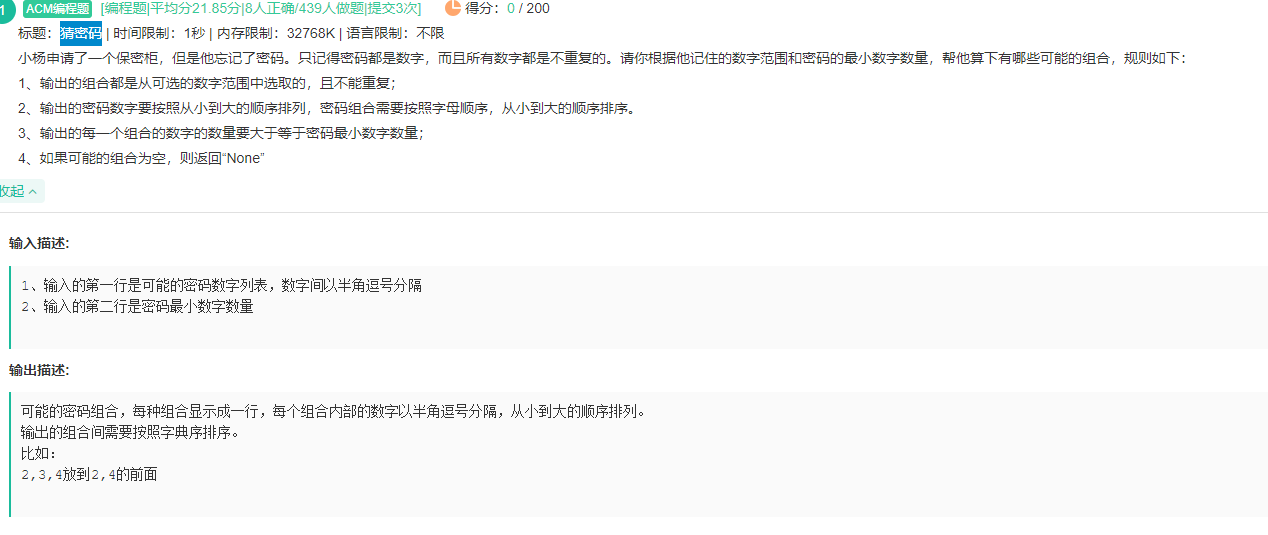 1 ACM编程题 [编程题|平均分21.85分|8人正确/439人做题|提交3次] 得分：0 / 200
标题：猜密码 | 时间限制：1秒 | 内存限制：32768K | 语言限制：不限
小杨申请了一个保密柜，但是他忘记了密码。只记得密码都是数字，而且所有数字都是不重复的。请你根据他记住的数字范围和密码的最小数字数量，帮他算下有哪些可能的组合，规则如下：
1、输出的组合都是从可选的数字范围中选取的，且不能重复；
2、输出的密码数字要按照从小到大的顺序排列，密码组合需要按照字母顺序，从小到大的顺序排序。
3、输出的每一个组合的数字的数量要大于等于密码最小数字数量；
4、如果可能的组合为空，则返回“None”
收起
输入描述:
1、输入的第一行是可能的密码数字列表，数字间以半角逗号分隔
2、输入的第二行是密码最小数字数量
输出描述:
可能的密码组合，每种组合显示成一行，每个组合内部的数字以半角逗号分隔，从小到大的顺序排列。
输出的组合间需要按照字典序排序。
比如：
2,3,4放到2,4的前面